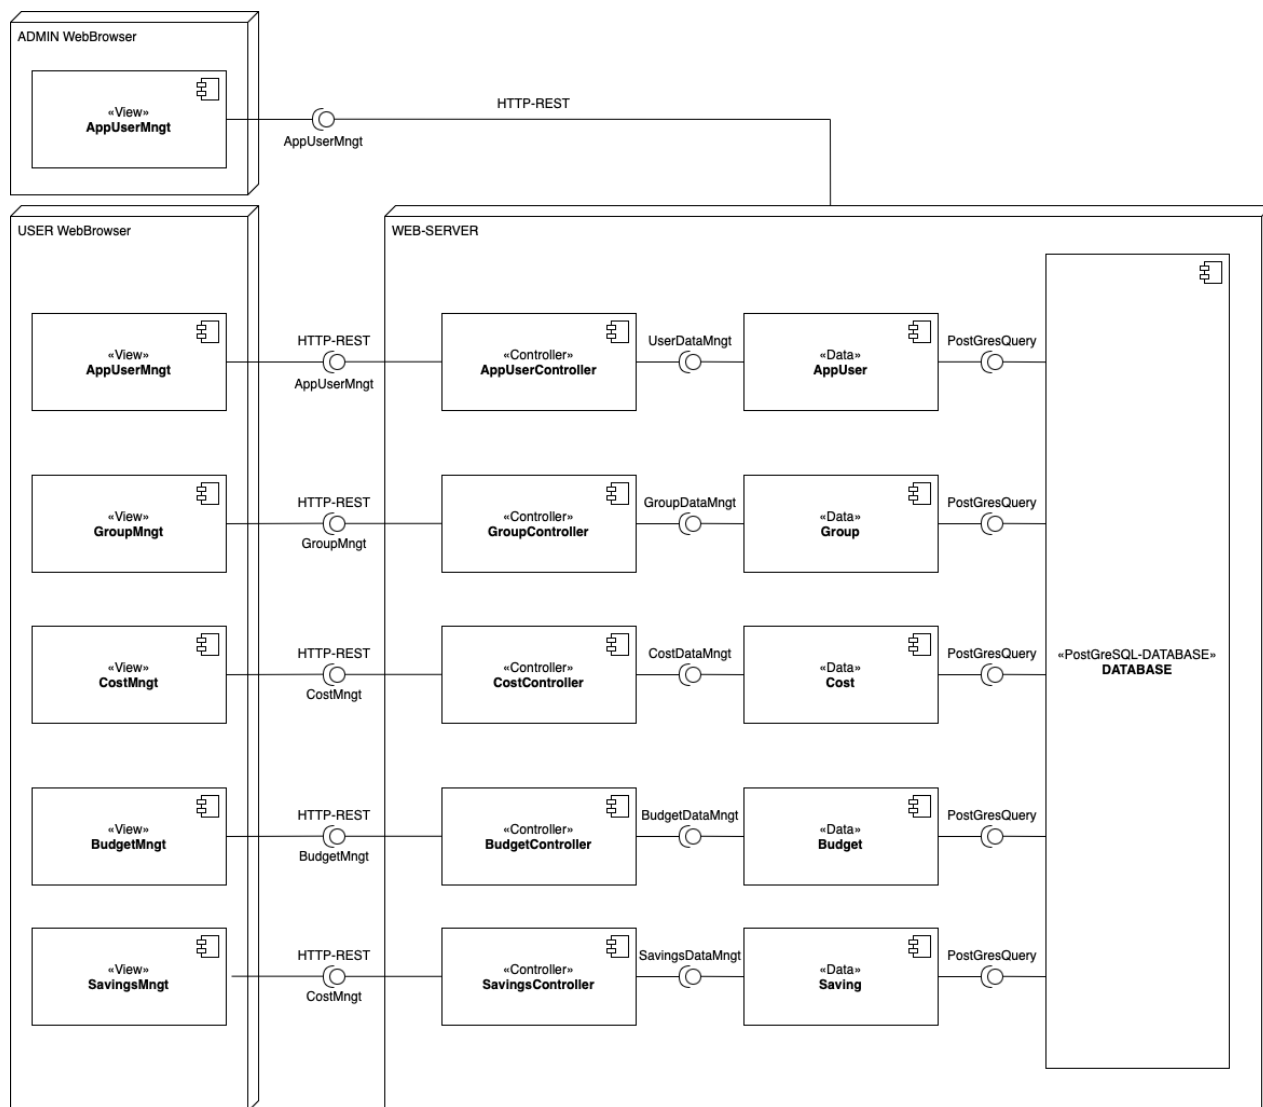 ADMIN WebBrowser
«View»
AppUserMngt
HTTP-REST
AppUserMngt
USER WebBrowser
WEB-SERVER
«View»
AppUserMngt
HTTP-REST
AppUserMngt
«Controller»
AppUserController
UserDataMngt
«Data»
AppUser
PostGresQuery
«View»
GroupMngt
HTTP-REST
GroupMngt
«Controller»
GroupController
GroupDataMngt
«Data»
Group
PostGresQuery
«View»
CostMngt
HTTP-REST
CostMngt
«Controller»
CostController
CostDataMngt
«Data»
Cost
PostGresQuery
«PostGreSQL-DATABASE»
DATABASE
«View»
BudgetMngt
HTTP-REST
BudgetMngt
«Controller»
BudgetController
BudgetDataMngt
«Data»
Budget
PostGresQuery
«View»
SavingsMngt
HTTP-REST
CostMngt
«Controller»
SavingsController
SavingsDataMngt
«Data»
Saving
PostGresQuery